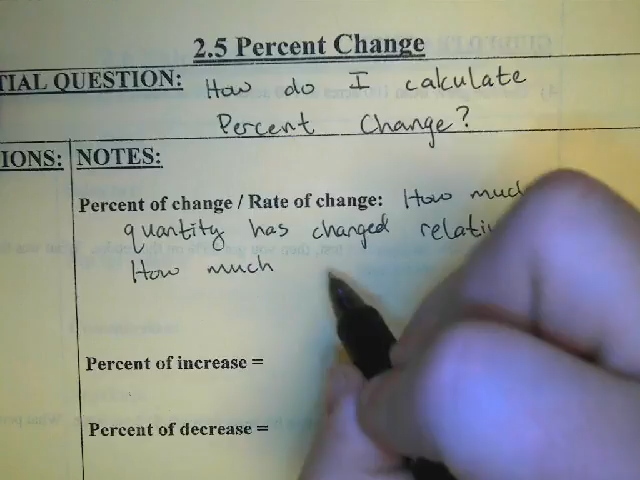 2.5 Percent Change
TIAL QUESTION: How do I calculate
Percent Change?
IONS: NOTES:
Percent of change / Rate of change: How much
quantity has changed relati
How much
Percent of increase =
Percent of decrease =